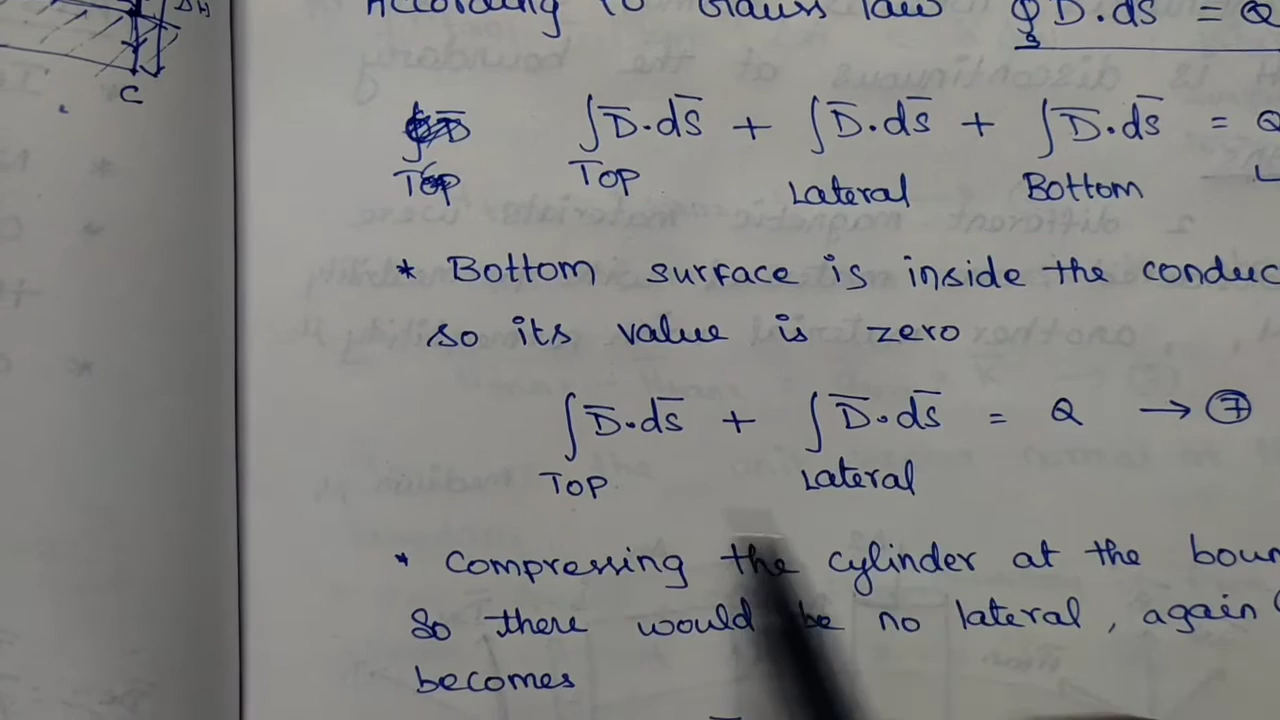 ΔH
C
According to Gauss law ∮ D̅.ds̅ = Q
S
∫D̅.ds̅ + ∫D̅.ds̅ + ∫D̅.ds̅ = Q
Top Top Lateral Bottom
* Bottom surface is inside the
so its value is zero
∫D̅.ds̅ + ∫D̅.ds̅ = Q → ⑦
Top Lateral
* Compressing the cylinder at the
So there would be no lateral, again
becomes